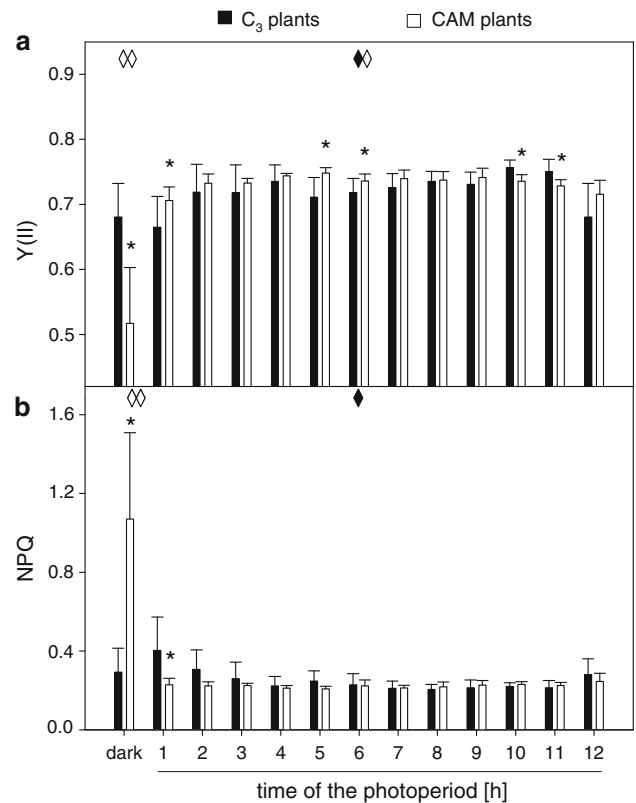 C3 plants CAM plants
a
0.9
0.8
0.7
0.6
0.5
Y(II)
*
*
*
*
*
*
b
1.6
1.2
0.8
0.4
0.0
NPQ
*
*
dark 1 2 3 4 5 6 7 8 9 10 11 12
time of the photoperiod [h]